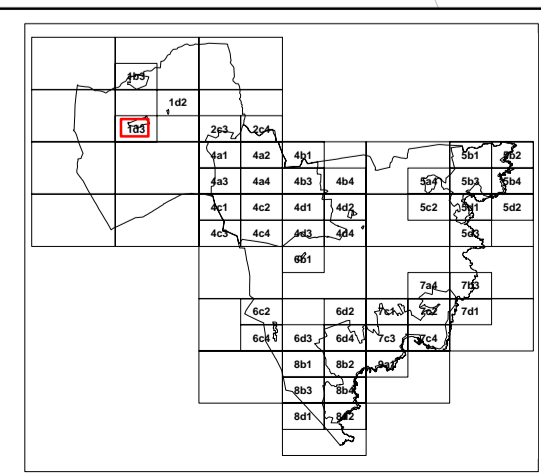 1b3
1d2
1d3 2c3 2c4
4a1 4a2 4b1 5b1 5b2
4a3 4a4 4b3 4b4 5a4 5b3 5b4
4c1 4c2 4d1 4d2 5c2 5d1 5d2
4c3 4c4 4d3 4d4 5d3
6b1
7a4 7b3
6c2 6d2 7c1 7c2 7d1
6c4 6d3 6d4 7c3 7c4
8b1 8b2 9a1
8b3 8b4
8d1 8d2